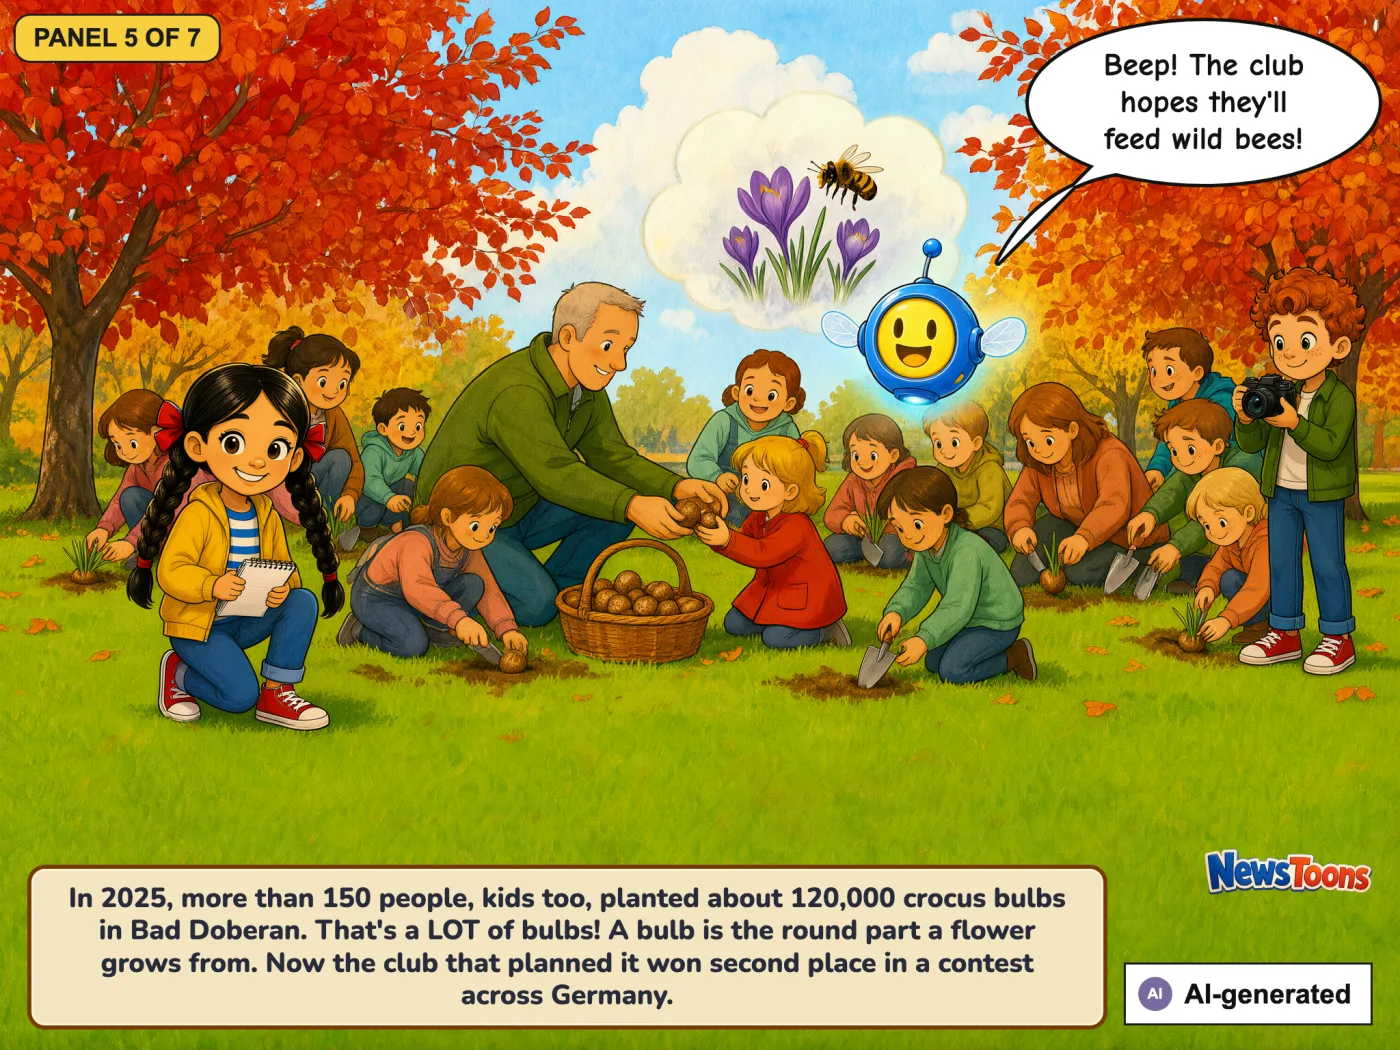 PANEL 5 OF 7
Beep! The club
hopes they'll
feed wild bees!
NewsToons
In 2025, more than 150 people, kids too, planted about 120,000 crocus bulbs
in Bad Doberan. That's a LOT of bulbs! A bulb is the round part a flower
grows from. Now the club that planned it won second place in a contest
across Germany.
AI AI-generated